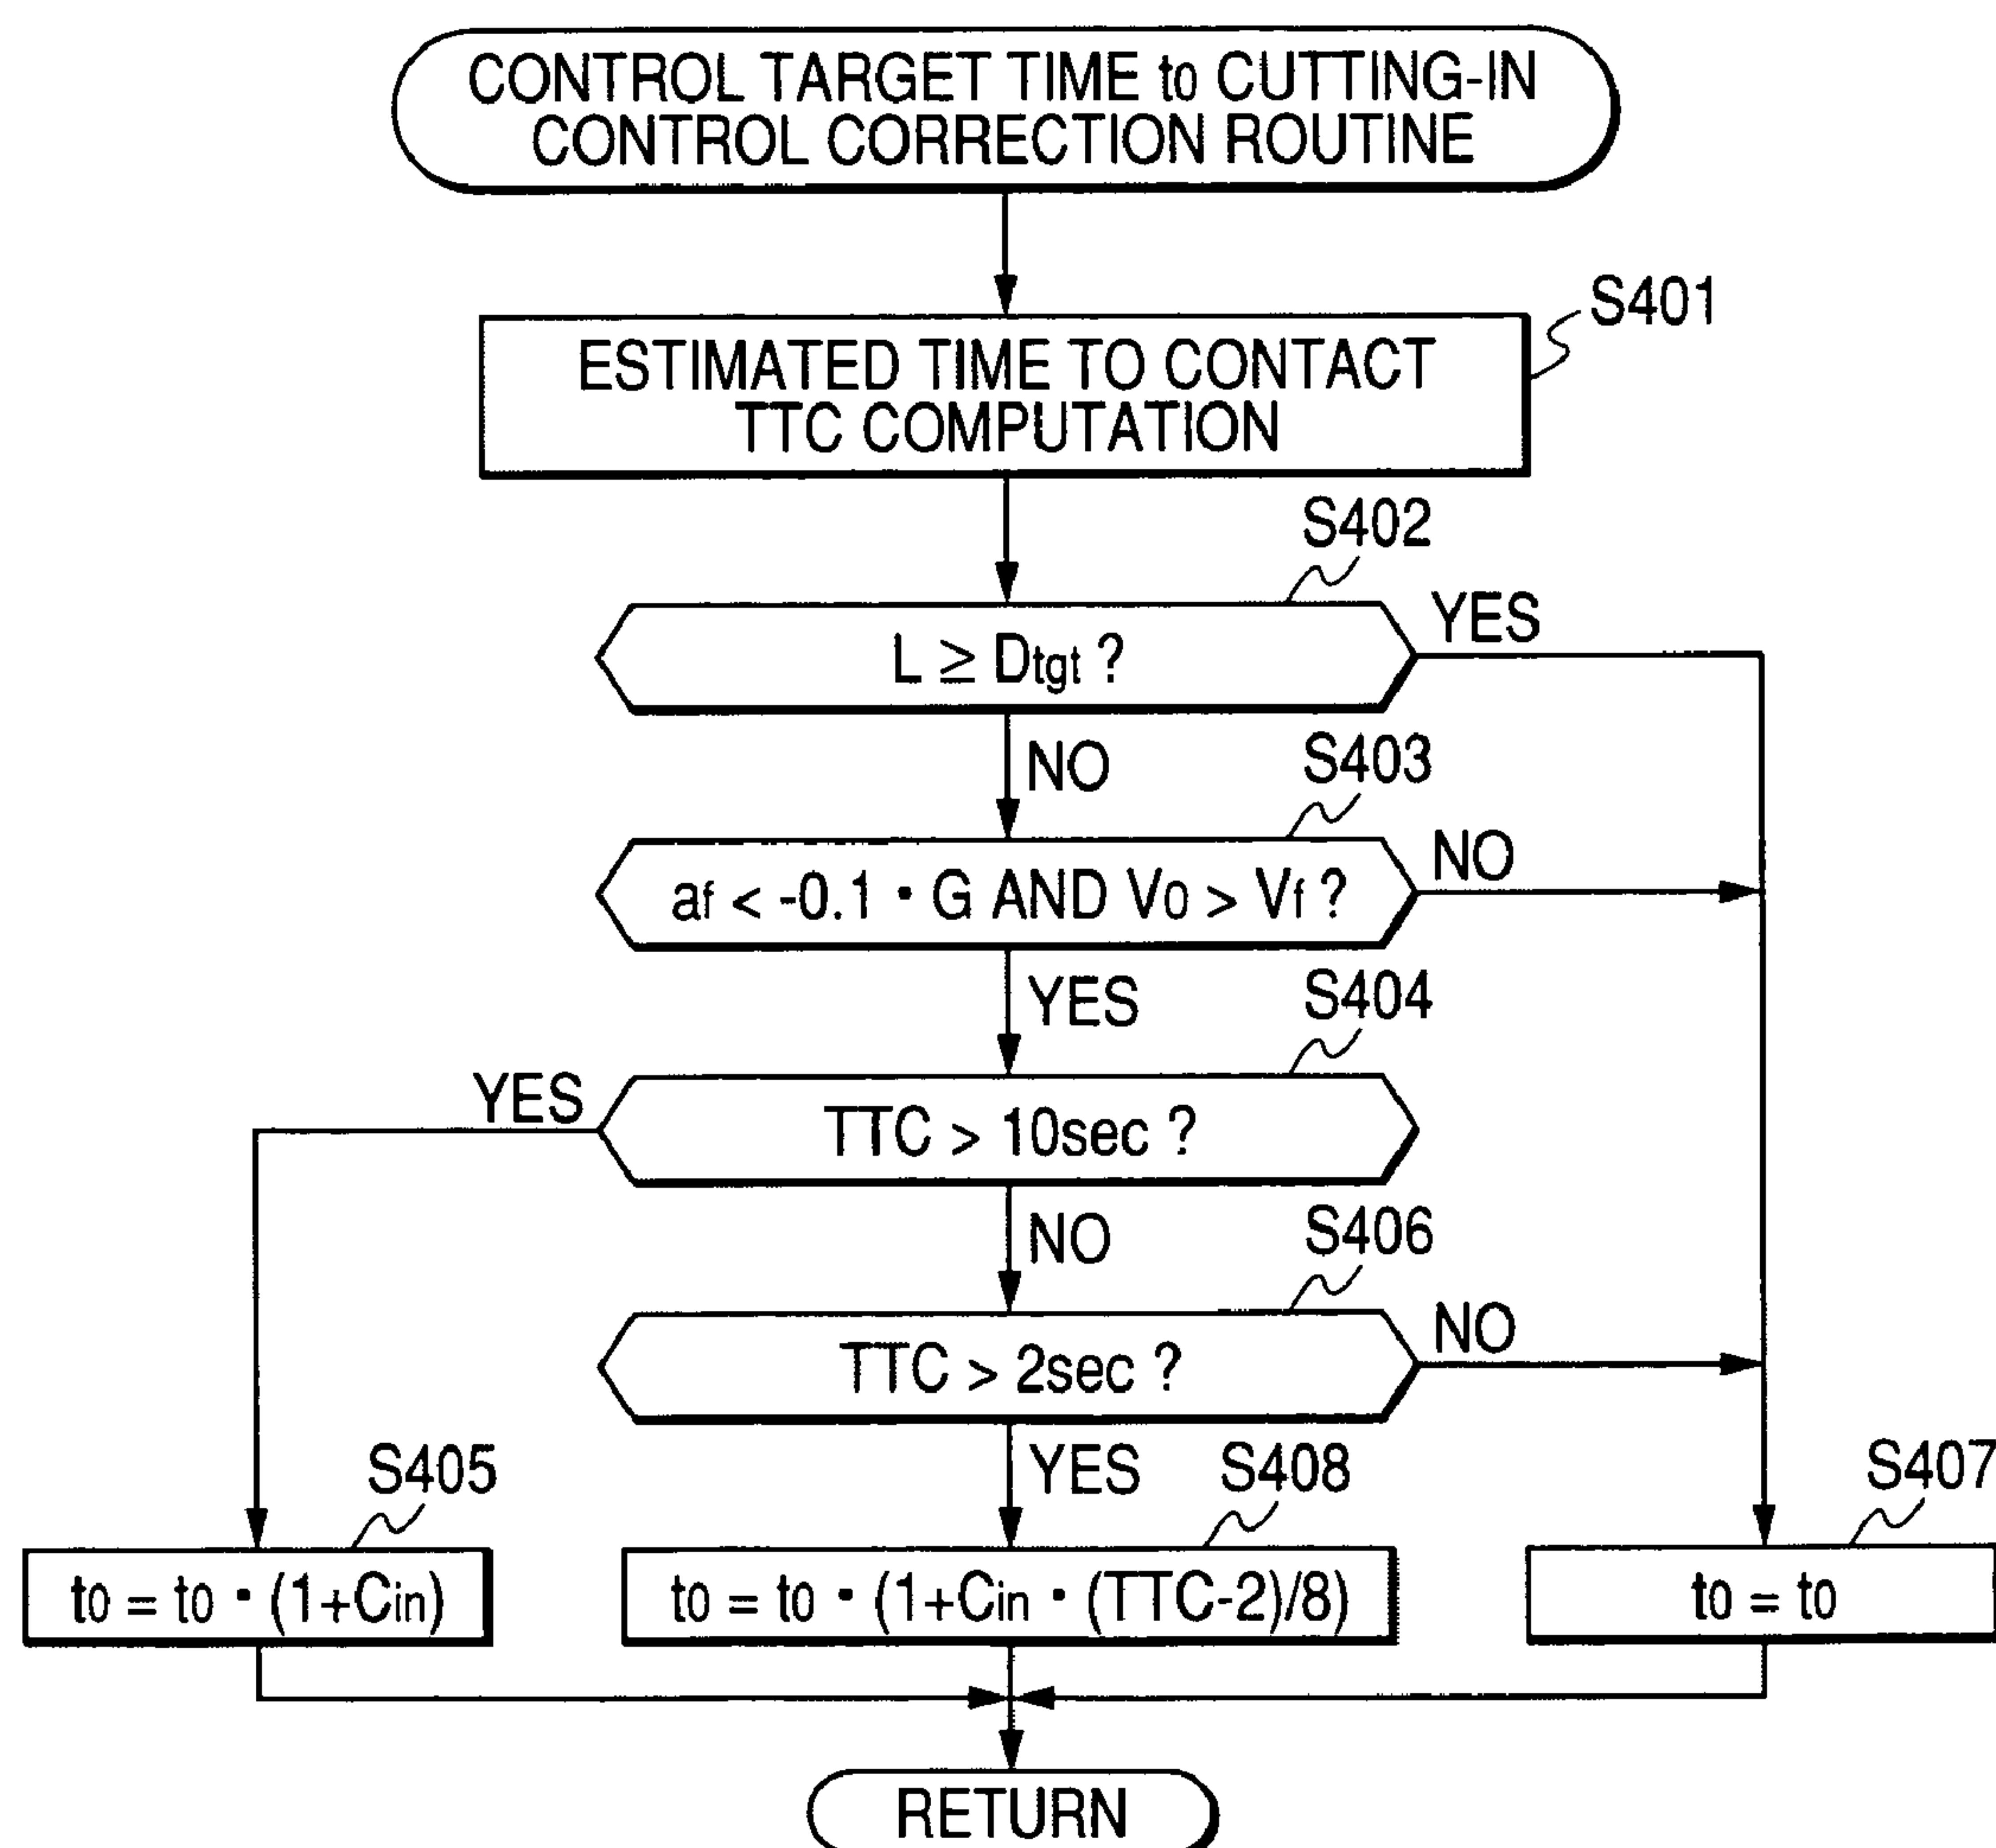 CONTROL TARGET TIME to CUTTING-IN
CONTROL CORRECTION ROUTINE
S401
ESTIMATED TIME TO CONTACT
TTC COMPUTATION
S402
L ≥ Dtgt ?
YES
NO
S403
af < -0.1 · G AND V0 > Vf ?
NO
YES
S404
TTC > 10sec ?
YES
NO
S406
TTC > 2sec ?
NO
YES
S405
t0 = t0 · (1+Cin)
S408
t0 = t0 · (1+Cin · (TTC-2)/8)
S407
t0 = t0
RETURN